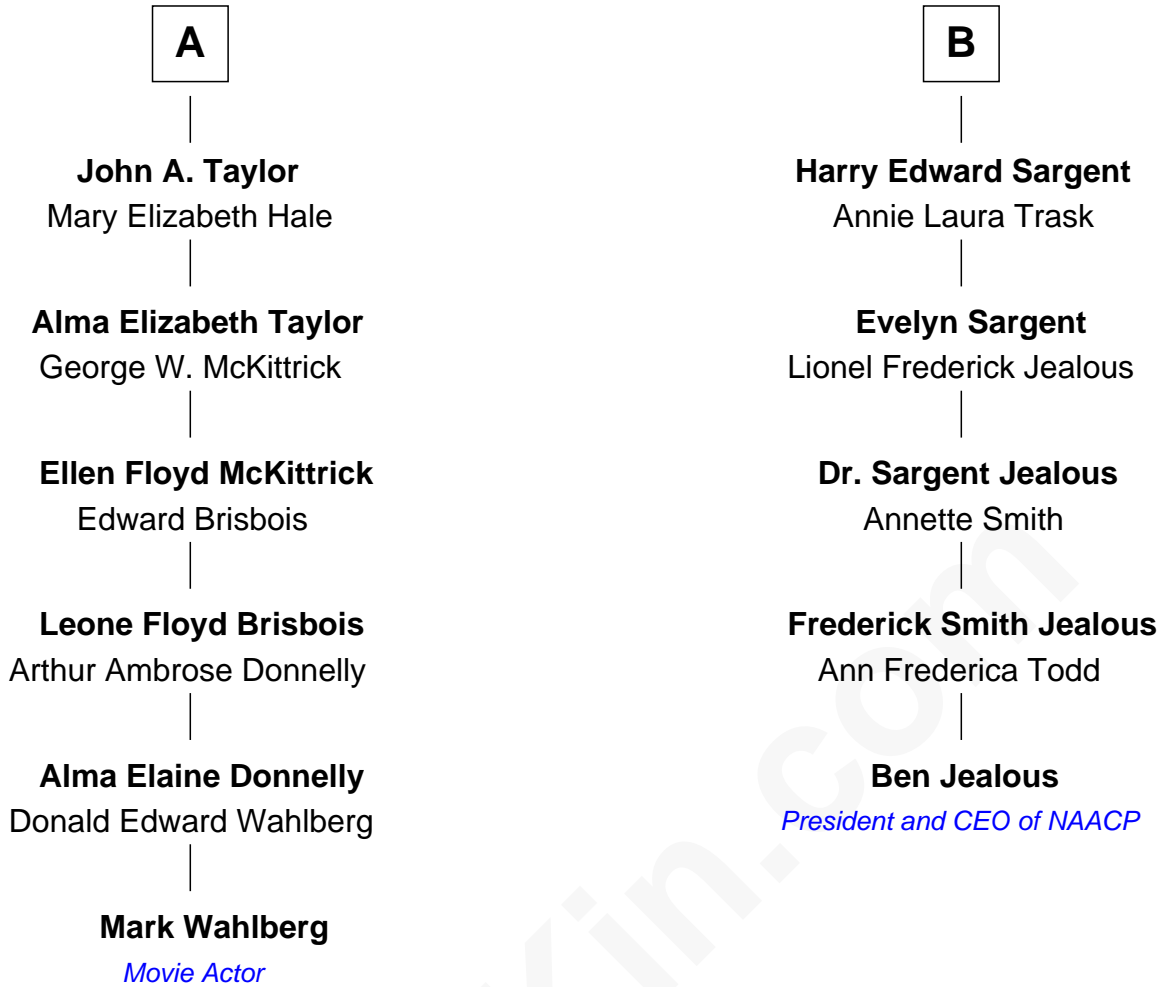 A
John A. Taylor
Mary Elizabeth Hale
Alma Elizabeth Taylor
George W. McKittrick
Ellen Floyd McKittrick
Edward Brisbois
Leone Floyd Brisbois
Arthur Ambrose Donnelly
Alma Elaine Donnelly
Donald Edward Wahlberg
Mark Wahlberg
Movie Actor
B
Harry Edward Sargent
Annie Laura Trask
Evelyn Sargent
Lionel Frederick Jealous
Dr. Sargent Jealous
Annette Smith
Frederick Smith Jealous
Ann Frederica Todd
Ben Jealous
President and CEO of NAACP
Kin.com